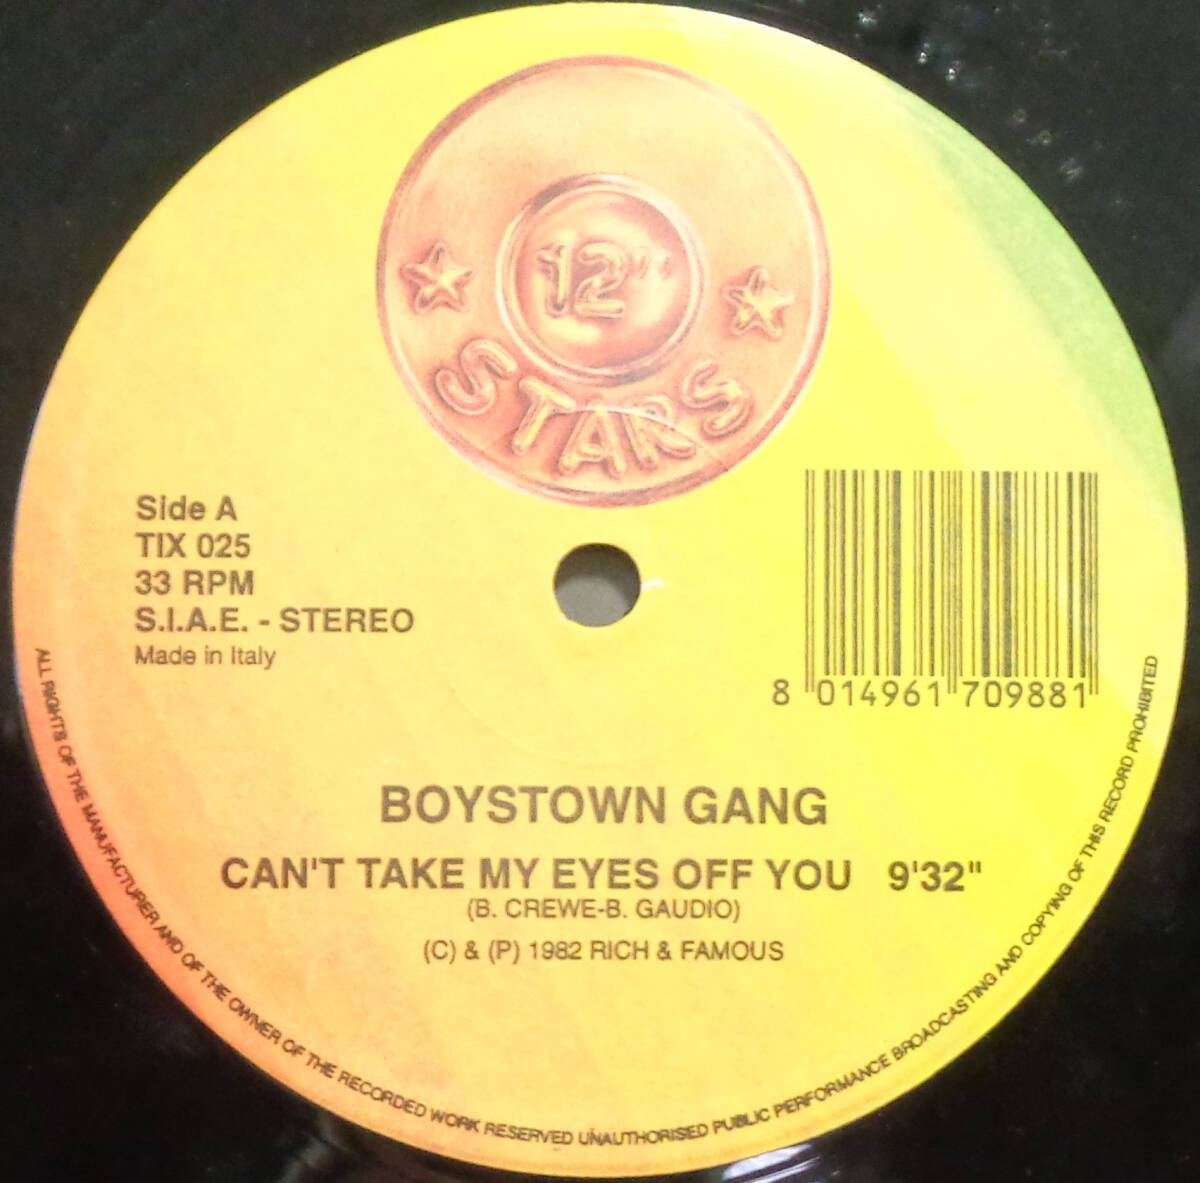 12"
STARS
Side A
TIX 025
33 RPM
S.I.A.E. - STEREO
Made in Italy
8 014961 709881
BOYSTOWN GANG
CAN'T TAKE MY EYES OFF YOU 9'32"
(B. CREWE-B. GAUDIO)
(C) & (P) 1982 RICH & FAMOUS
ALL RIGHTS OF THE MANUFACTURER AND OF THE OWNER OF THE RECORDED WORK RESERVED UNAUTHORISED PUBLIC PERFORMANCE BROADCASTING AND COPYING OF THIS RECORD PROHIBITED